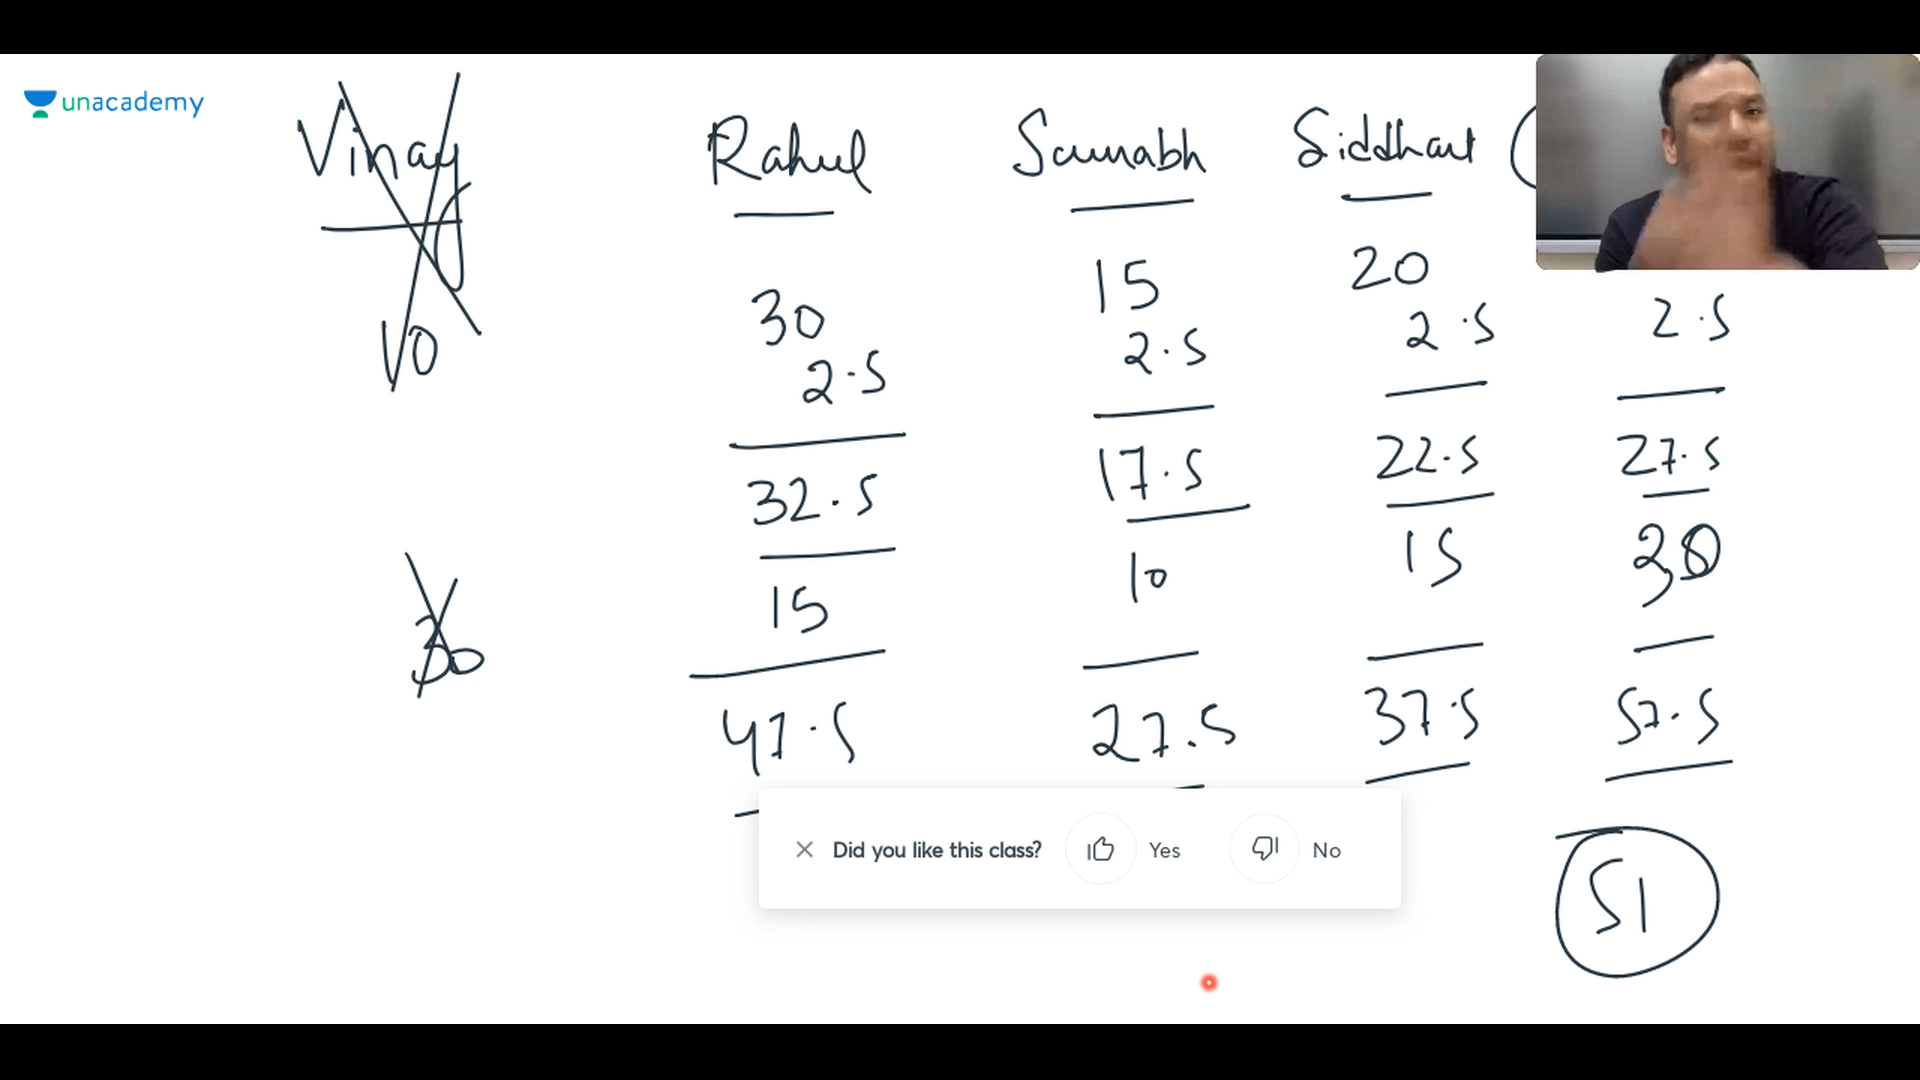 unacademy
Vinay Rahul Saurabh Siddhart
10 30 15 20
2.5 2.5 2.5 2.5
32.5 17.5 22.5 27.5
30 15 10 15 30
47.5 27.5 37.5 57.5
Did you like this class? Yes No
51